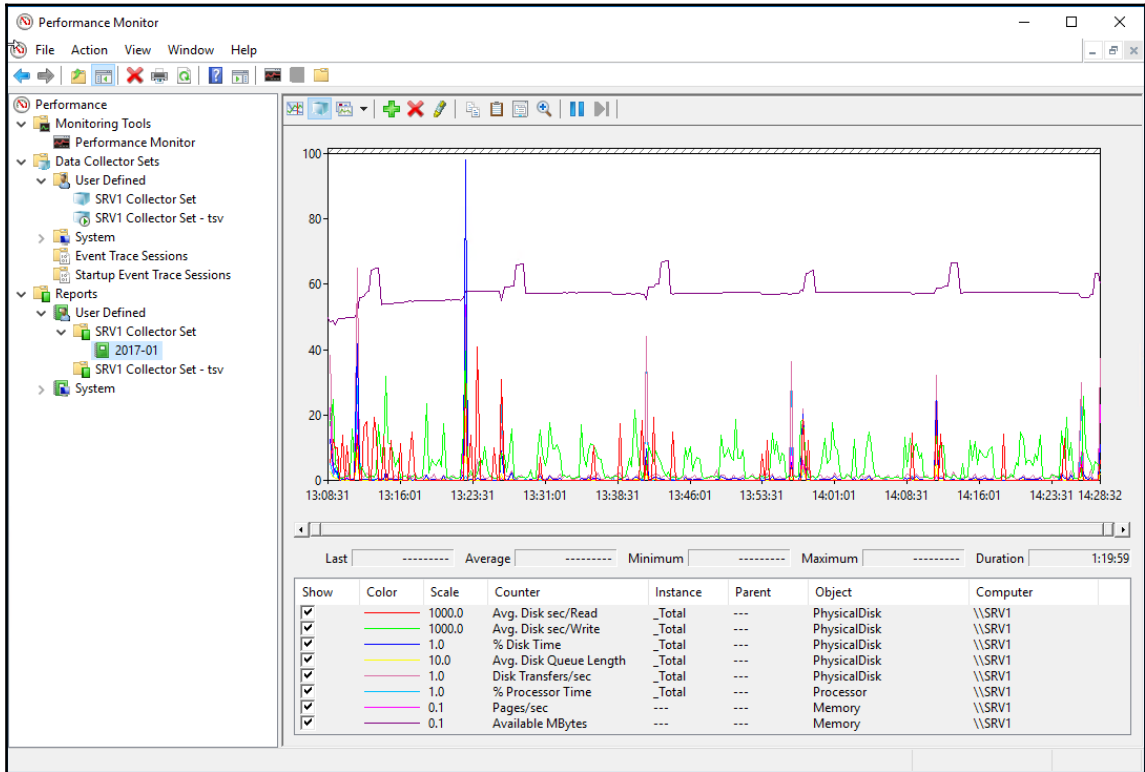 Performance Monitor
File Action View Window Help
Performance
Monitoring Tools
Performance Monitor
Data Collector Sets
User Defined
SRV1 Collector Set
SRV1 Collector Set - tsv
System
Event Trace Sessions
Startup Event Trace Sessions
Reports
User Defined
SRV1 Collector Set
2017-01
SRV1 Collector Set - tsv
System
100
80
60
40
20
0
13:08:31 13:16:01 13:23:31 13:31:01 13:38:31 13:46:01 13:53:31 14:01:01 14:08:31 14:16:01 14:23:31 14:28:32
Last --------- Average --------- Minimum --------- Maximum --------- Duration 1:19:59
Show Color Scale Counter Instance Parent Object Computer
1000.0 Avg. Disk sec/Read _Total --- PhysicalDisk \\SRV1
1000.0 Avg. Disk sec/Write _Total --- PhysicalDisk \\SRV1
1.0 % Disk Time _Total --- PhysicalDisk \\SRV1
10.0 Avg. Disk Queue Length _Total --- PhysicalDisk \\SRV1
1.0 Disk Transfers/sec _Total --- PhysicalDisk \\SRV1
1.0 % Processor Time _Total --- Processor \\SRV1
0.1 Pages/sec --- --- Memory \\SRV1
0.1 Available MBytes --- --- Memory \\SRV1